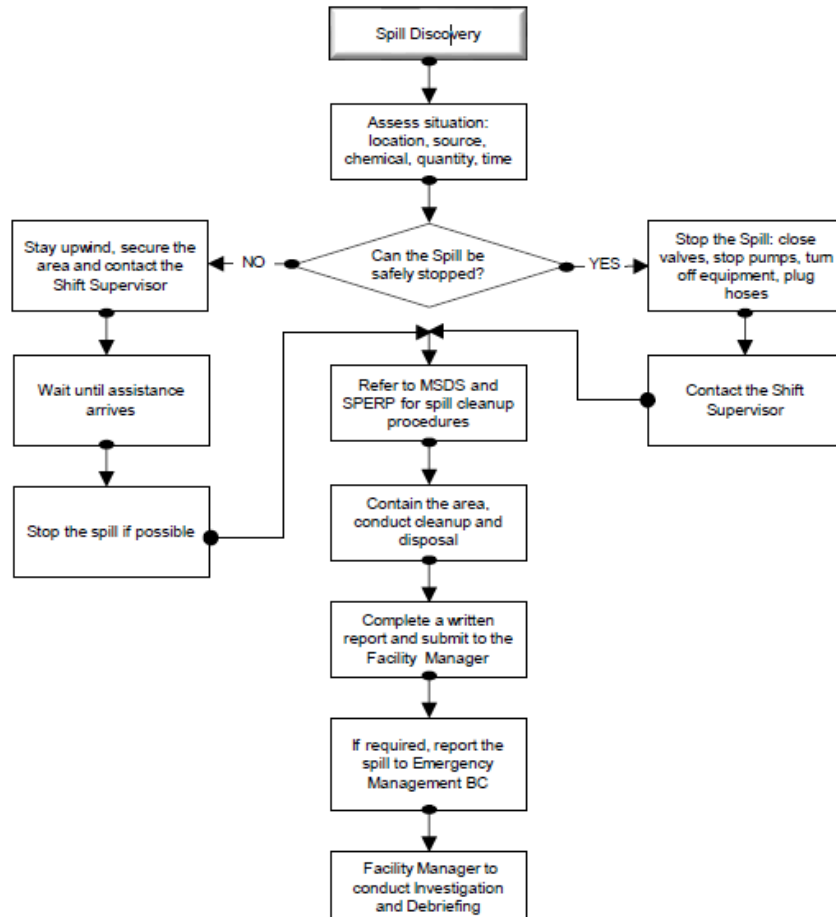 Spill Discovery
Assess situation:
location, source,
chemical, quantity, time
Can the Spill be
safely stopped?
NO
YES
Stay upwind, secure the
area and contact the
Shift Supervisor
Wait until assistance
arrives
Stop the spill if possible
Stop the Spill: close
valves, stop pumps, turn
off equipment, plug
hoses
Contact the Shift
Supervisor
Refer to MSDS and
SPERP for spill cleanup
procedures
Contain the area,
conduct cleanup and
disposal
Complete a written
report and submit to the
Facility Manager
If required, report the
spill to Emergency
Management BC
Facility Manager to
conduct Investigation
and Debriefing